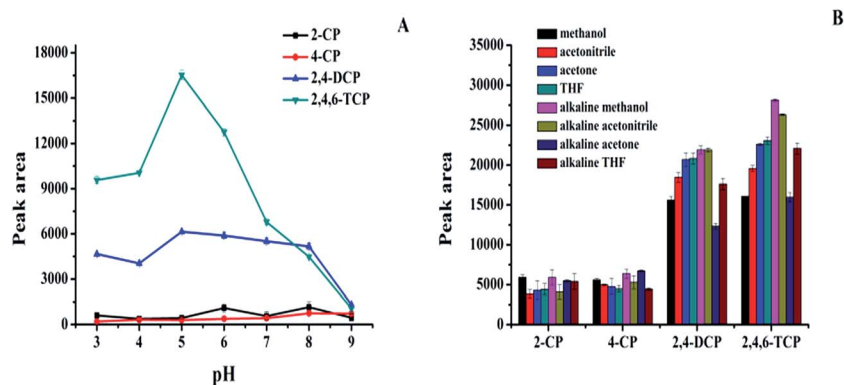 A
2-CP
4-CP
2,4-DCP
2,4,6-TCP
18000
15000
12000
9000
6000
3000
0
Peak area
3 4 5 6 7 8 9
pH
B
methanol
acetonitrile
acetone
THF
alkaline methanol
alkaline acetonitrile
alkaline acetone
alkaline THF
35000
30000
25000
20000
15000
10000
5000
0
Peak area
2-CP 4-CP 2,4-DCP 2,4,6-TCP